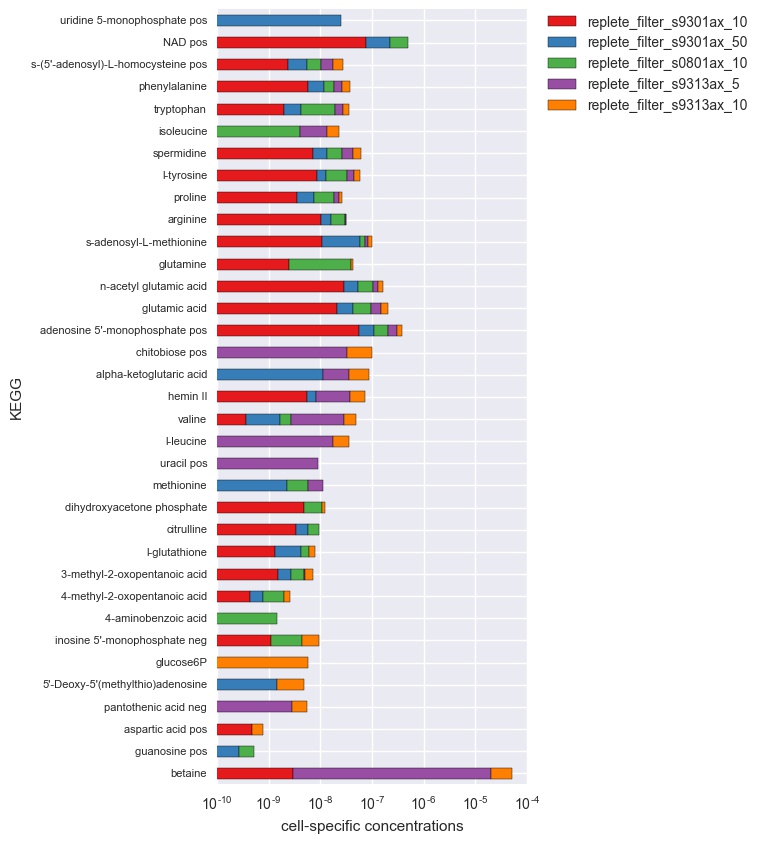 replete_filter_s9301ax_10
replete_filter_s9301ax_50
replete_filter_s0801ax_10
replete_filter_s9313ax_5
replete_filter_s9313ax_10
KEGG
uridine 5-monophosphate pos
NAD pos
s-(5'-adenosyl)-L-homocysteine pos
phenylalanine
tryptophan
isoleucine
spermidine
l-tyrosine
proline
arginine
s-adenosyl-L-methionine
glutamine
n-acetyl glutamic acid
glutamic acid
adenosine 5'-monophosphate pos
chitobiose pos
alpha-ketoglutaric acid
hemin II
valine
l-leucine
uracil pos
methionine
dihydroxyacetone phosphate
citrulline
l-glutathione
3-methyl-2-oxopentanoic acid
4-methyl-2-oxopentanoic acid
4-aminobenzoic acid
inosine 5'-monophosphate neg
glucose6P
5'-Deoxy-5'(methylthio)adenosine
pantothenic acid neg
aspartic acid pos
guanosine pos
betaine
10⁻¹⁰ 10⁻⁹ 10⁻⁸ 10⁻⁷ 10⁻⁶ 10⁻⁵ 10⁻⁴
cell-specific concentrations